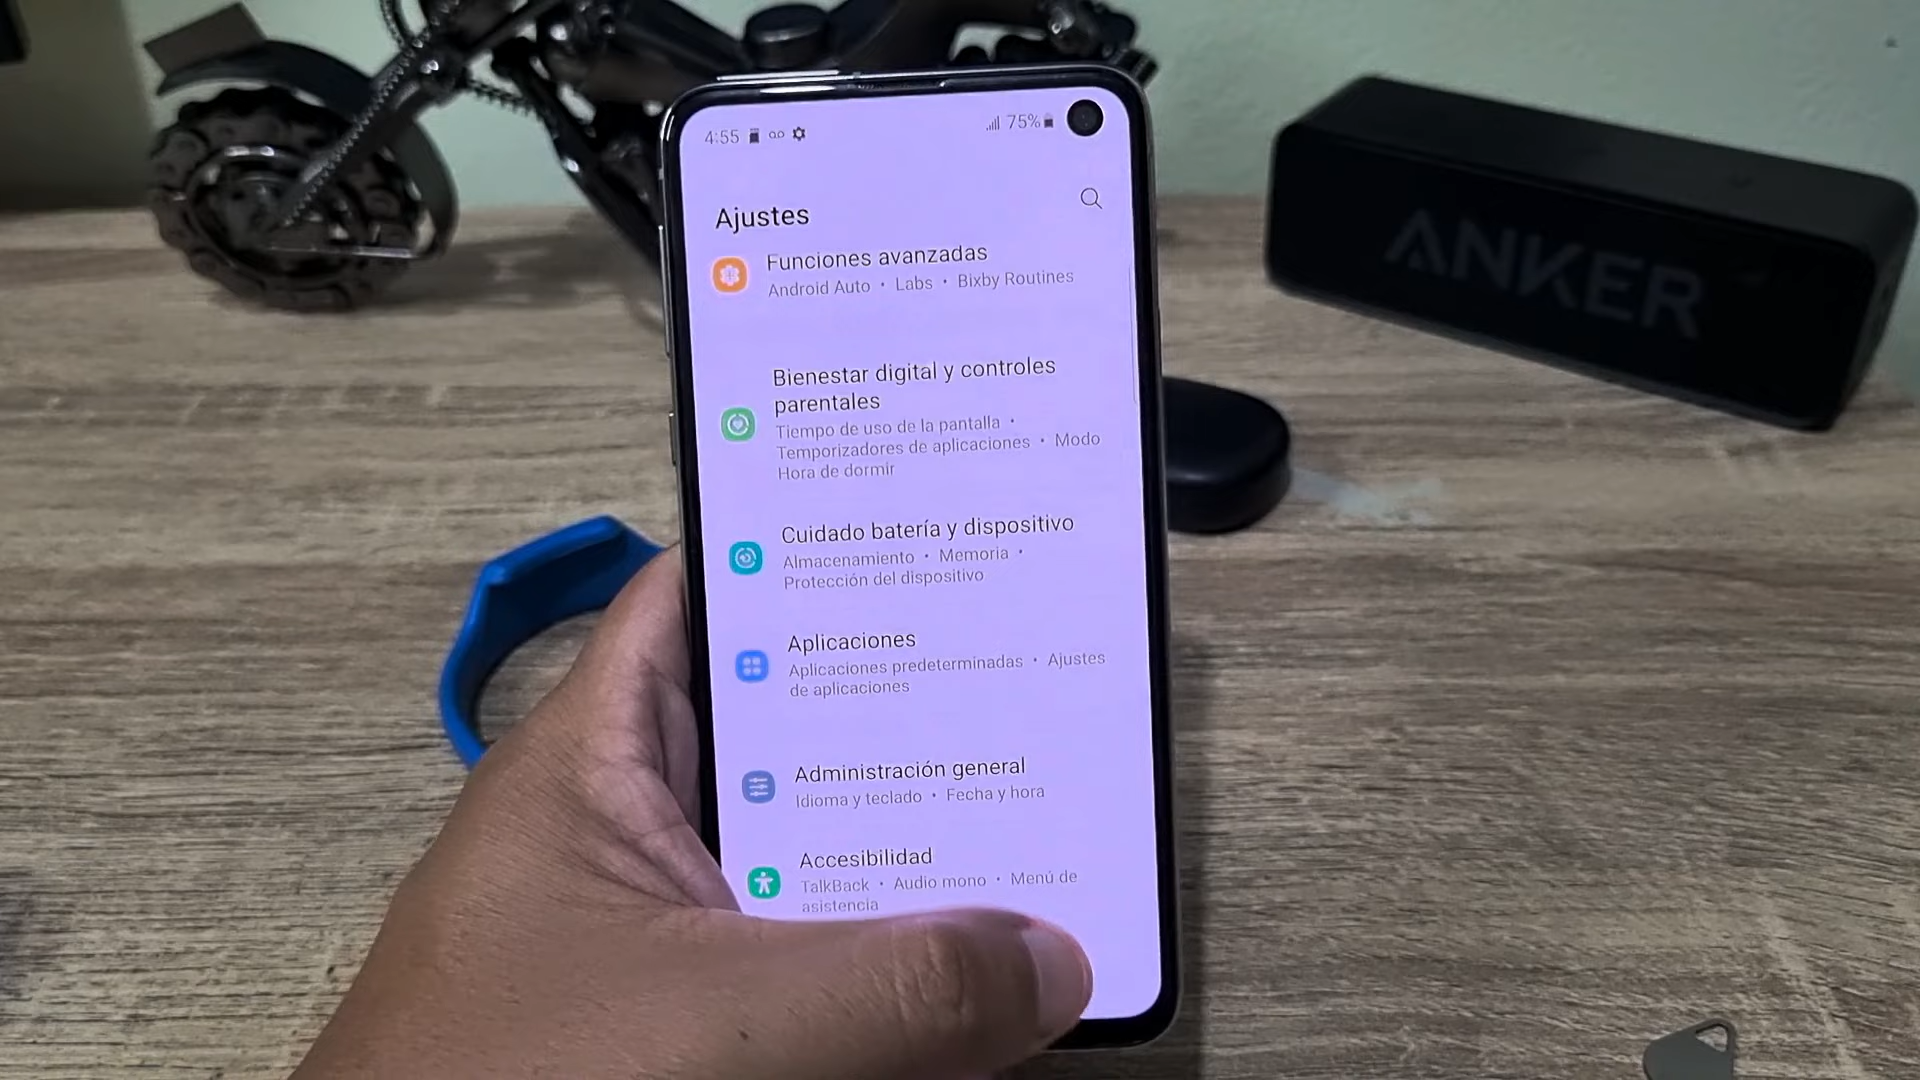 4:55
75%
Ajustes
Funciones avanzadas
Android Auto • Labs • Bixby Routines
Bienestar digital y controles
parentales
Tiempo de uso de la pantalla •
Temporizadores de aplicaciones • Modo
Hora de dormir
Cuidado batería y dispositivo
Almacenamiento • Memoria •
Protección del dispositivo
Aplicaciones
Aplicaciones predeterminadas • Ajustes
de aplicaciones
Administración general
Idioma y teclado • Fecha y hora
Accesibilidad
TalkBack • Audio mono • Menú de
asistencia
ANKER